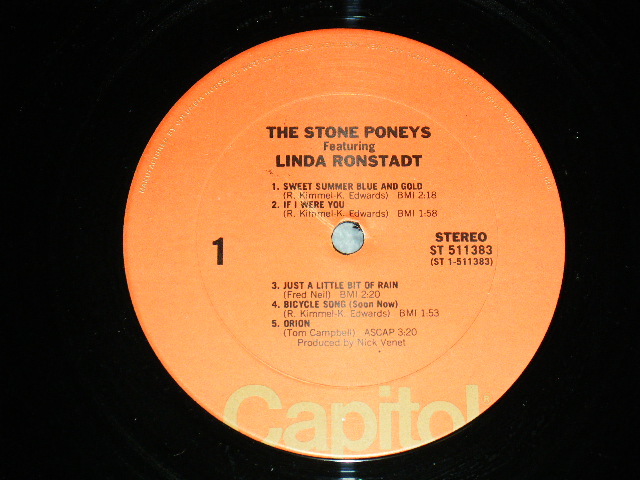 THE STONE PONEYS
Featuring
LINDA RONSTADT
1. SWEET SUMMER BLUE AND GOLD
(R. Kimmel-K. Edwards) BMI 2:18
2. IF I WERE YOU
(R. Kimmel-K. Edwards) BMI 1:58
1
STEREO
ST 511383
(ST 1-511383)
3. JUST A LITTLE BIT OF RAIN
(Fred Neil) BMI 2:20
4. BICYCLE SONG (Soon Now)
(R. Kimmel-K. Edwards) BMI 1:53
5. ORION
(Tom Campbell) ASCAP 3:20
Produced by Nick Venet
Capitol